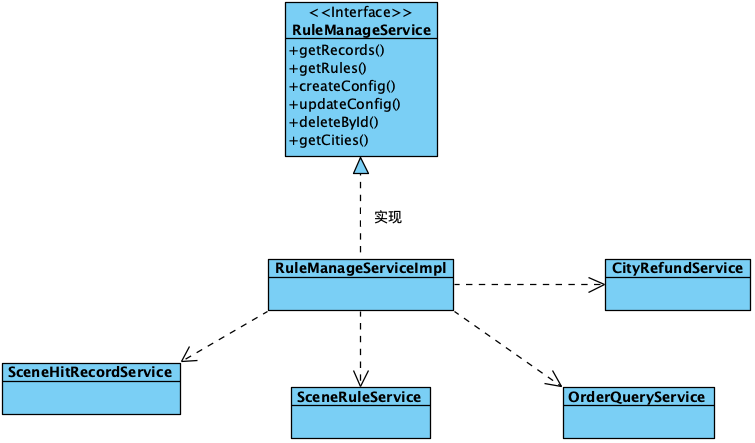 <<Interface>>
RuleManageService
+getRecords()
+getRules()
+createConfig()
+updateConfig()
+deleteById()
+getCities()
实现
RuleManageServiceImpl
CityRefundService
SceneHitRecordService
SceneRuleService
OrderQueryService